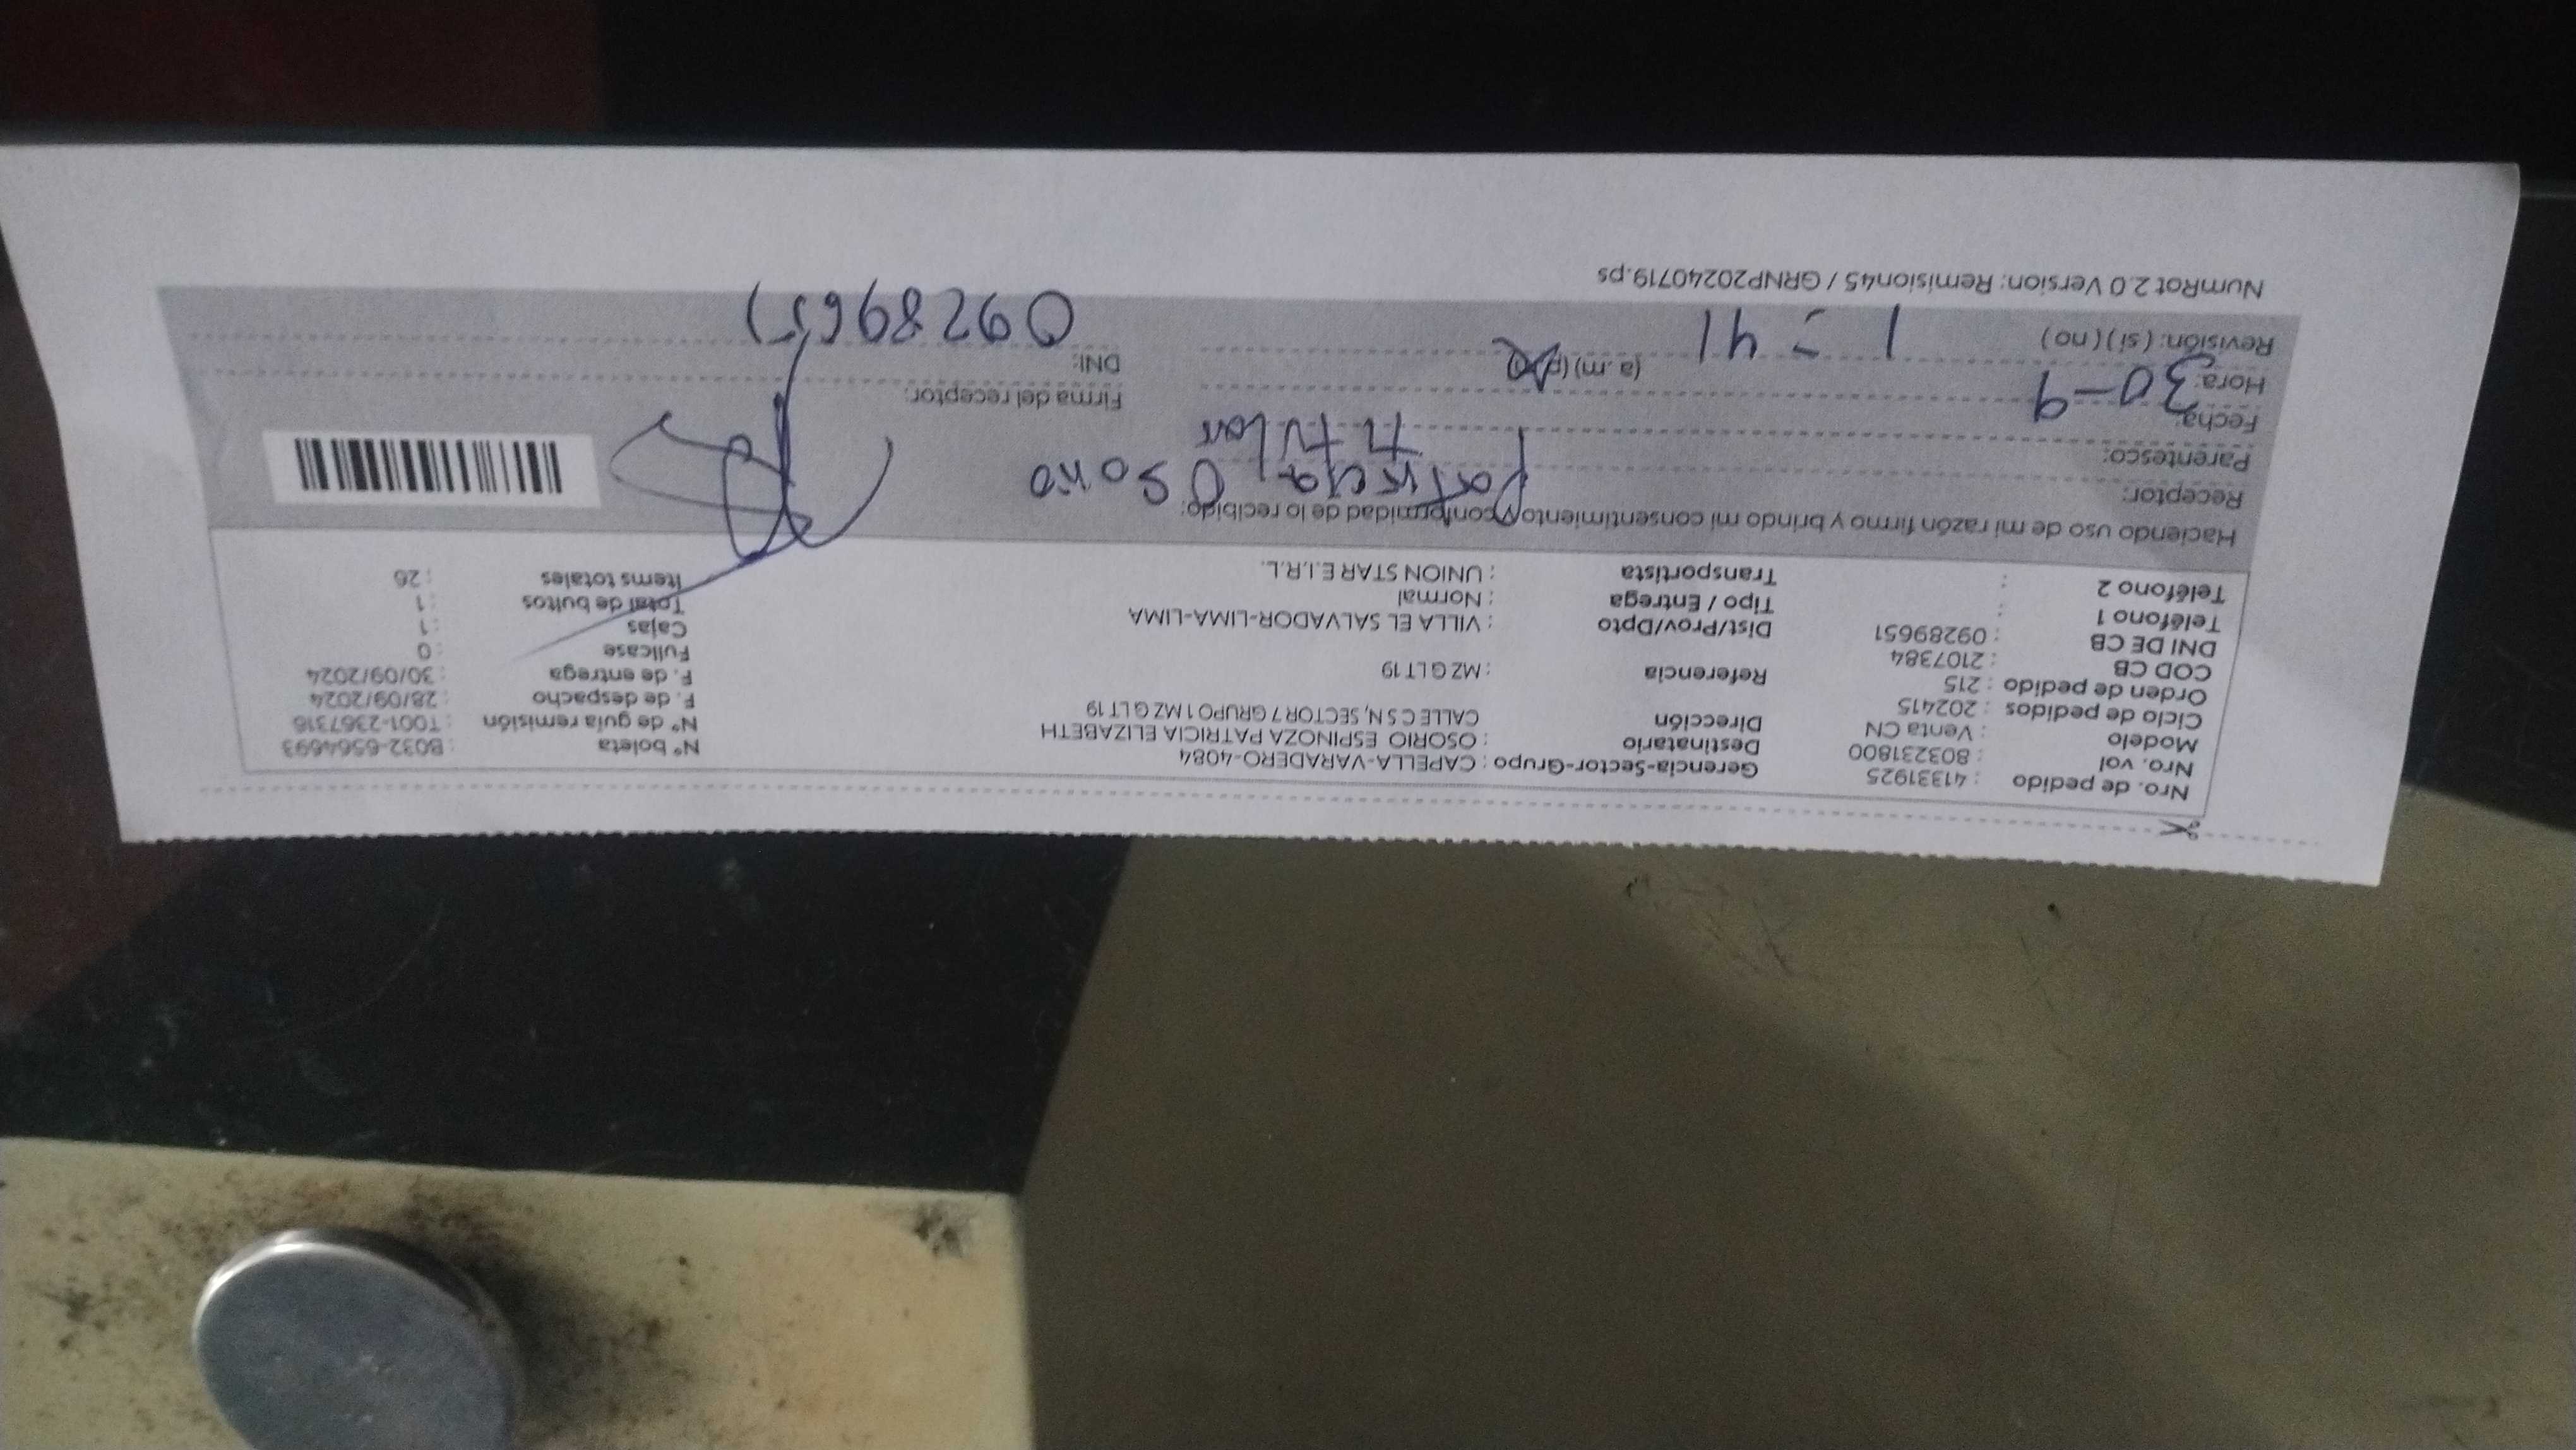 Nro. de pedido : 41331925 Gerencia-Sector-Grupo : CAPELLA-VARADERO-4084 N° boleta : B032-6564693
Nro. vol : 803231800 Destinatario : OSORIO ESPINOZA PATRICIA ELIZABETH N° de guía remisión : T001-2367316
Modelo : Venta CN Dirección CALLE C S N, SECTOR 7 GRUPO 1 MZ G LT 19 F. de despacho : 28/09/2024
Ciclo de pedidos : 202415 Referencia : MZ G LT 19 F. de entrega : 30/09/2024
Orden de pedido : 215 Dist/Prov/Dpto : VILLA EL SALVADOR-LIMA-LIMA Fullcase : 0
COD CB : 2107384 Tipo / Entrega : Normal Cajas : 1
DNI DE CB : 09289651 Transportista : UNION STAR E.I.R.L. Total de bultos : 1
Teléfono 1 : Items totales : 26
Teléfono 2 :
Haciendo uso de mi razón firmo y brindo mi consentimiento y conformidad de lo recibido:
Receptor: Patricia Osorio
Parentesco: titular
Fecha: 30-9 Firma del receptor:
Hora: 1 = 41 (a.m) (p DNI: 09289651
Revisión: (si) (no)
NumRot 2.0 Version: Remision45 / GRNP20240719.ps